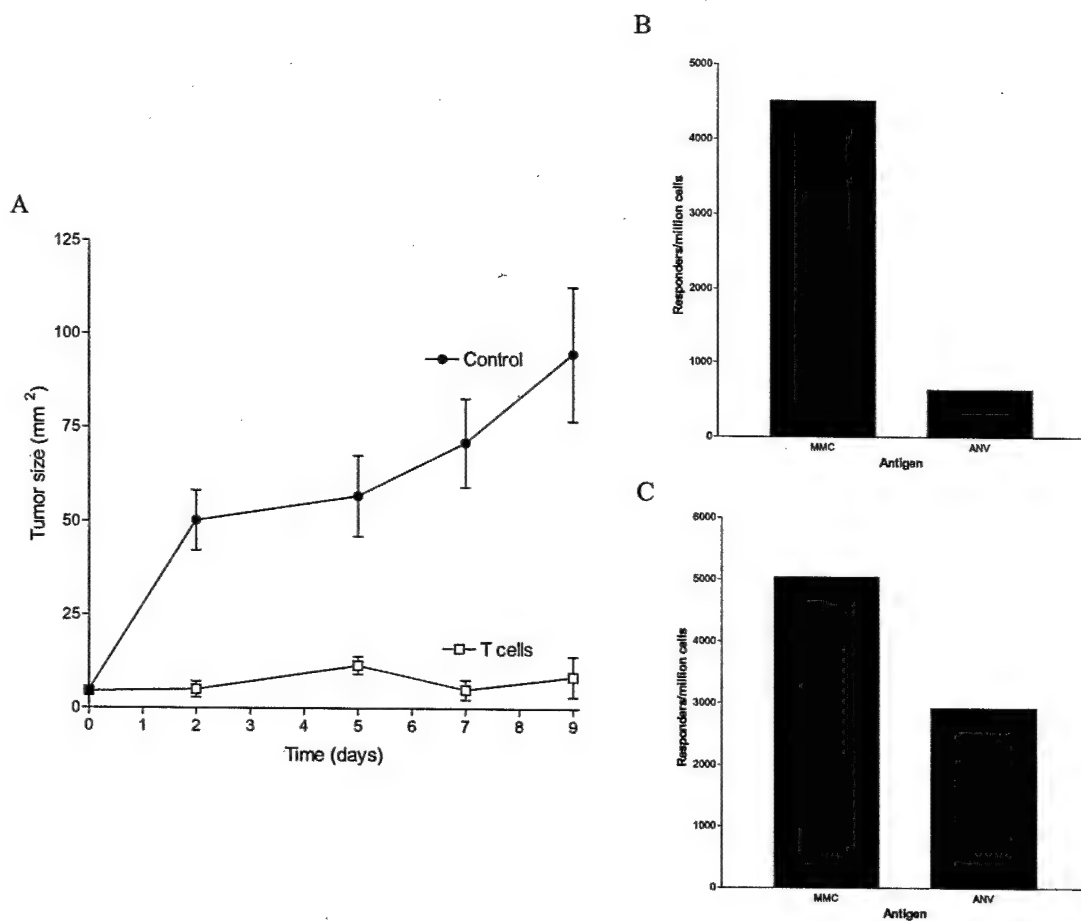 A
125
100
75
50
25
0
Tumor size (mm²)
Control
T cells
0 1 2 3 4 5 6 7 8 9
Time (days)
B
5000
4000
3000
2000
1000
0
Responders/million cells
MMC ANV
Antigen
C
6000
5000
4000
3000
2000
1000
0
Responders/million cells
MMC ANV
Antigen